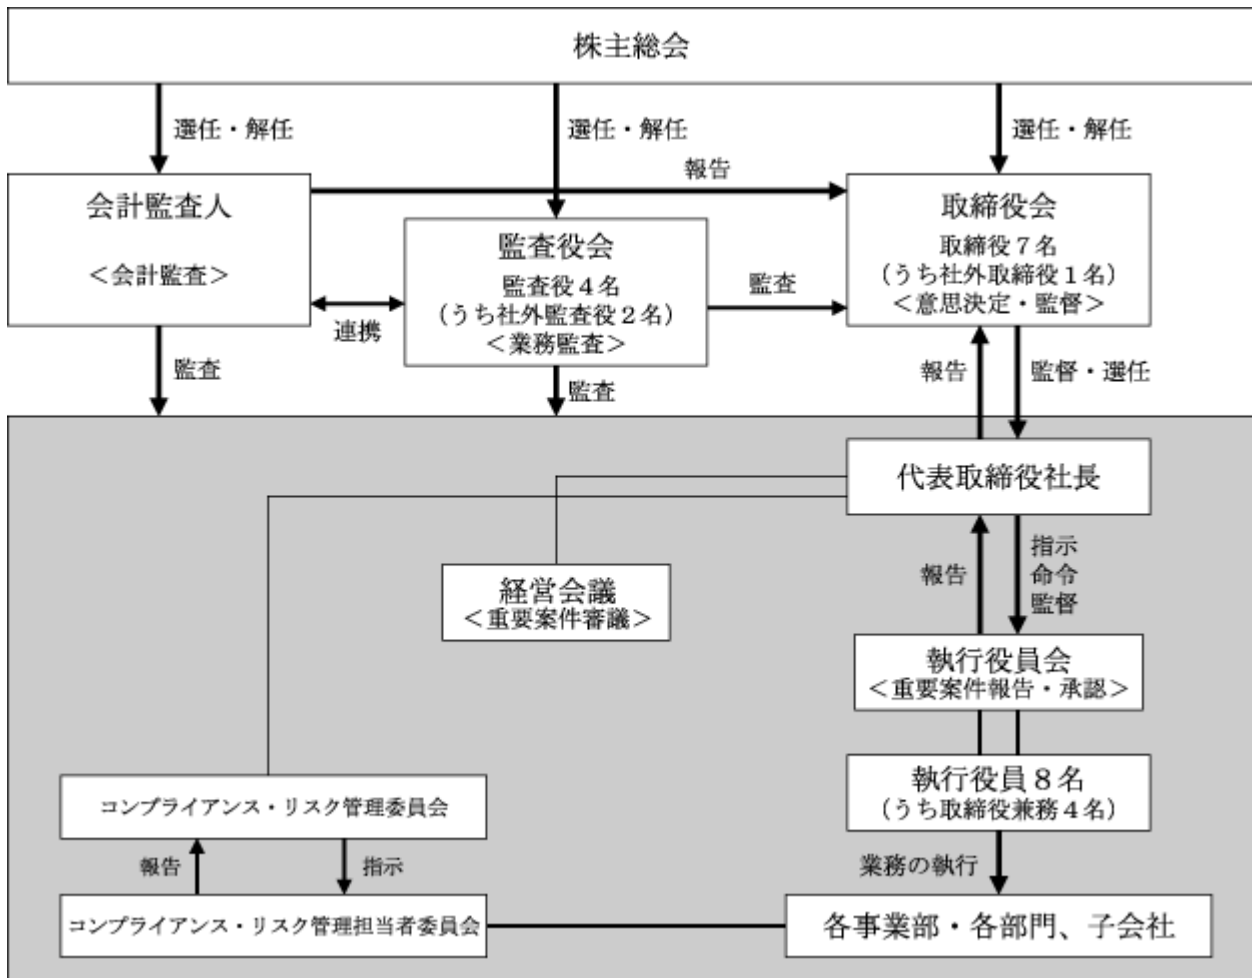 株主総会
選任・解任
選任・解任
選任・解任
報告
会計監査人
＜会計監査＞
監査役会
監査役４名
（うち社外監査役２名）
＜業務監査＞
取締役会
取締役７名
（うち社外取締役１名）
＜意思決定・監督＞
連携
監査
監査
監査
報告
監督・選任
代表取締役社長
経営会議
＜重要案件審議＞
報告
指示
命令
監督
執行役員会
＜重要案件報告・承認＞
執行役員８名
（うち取締役兼務４名）
業務の執行
コンプライアンス・リスク管理委員会
報告
指示
コンプライアンス・リスク管理担当者委員会
各事業部・各部門、子会社